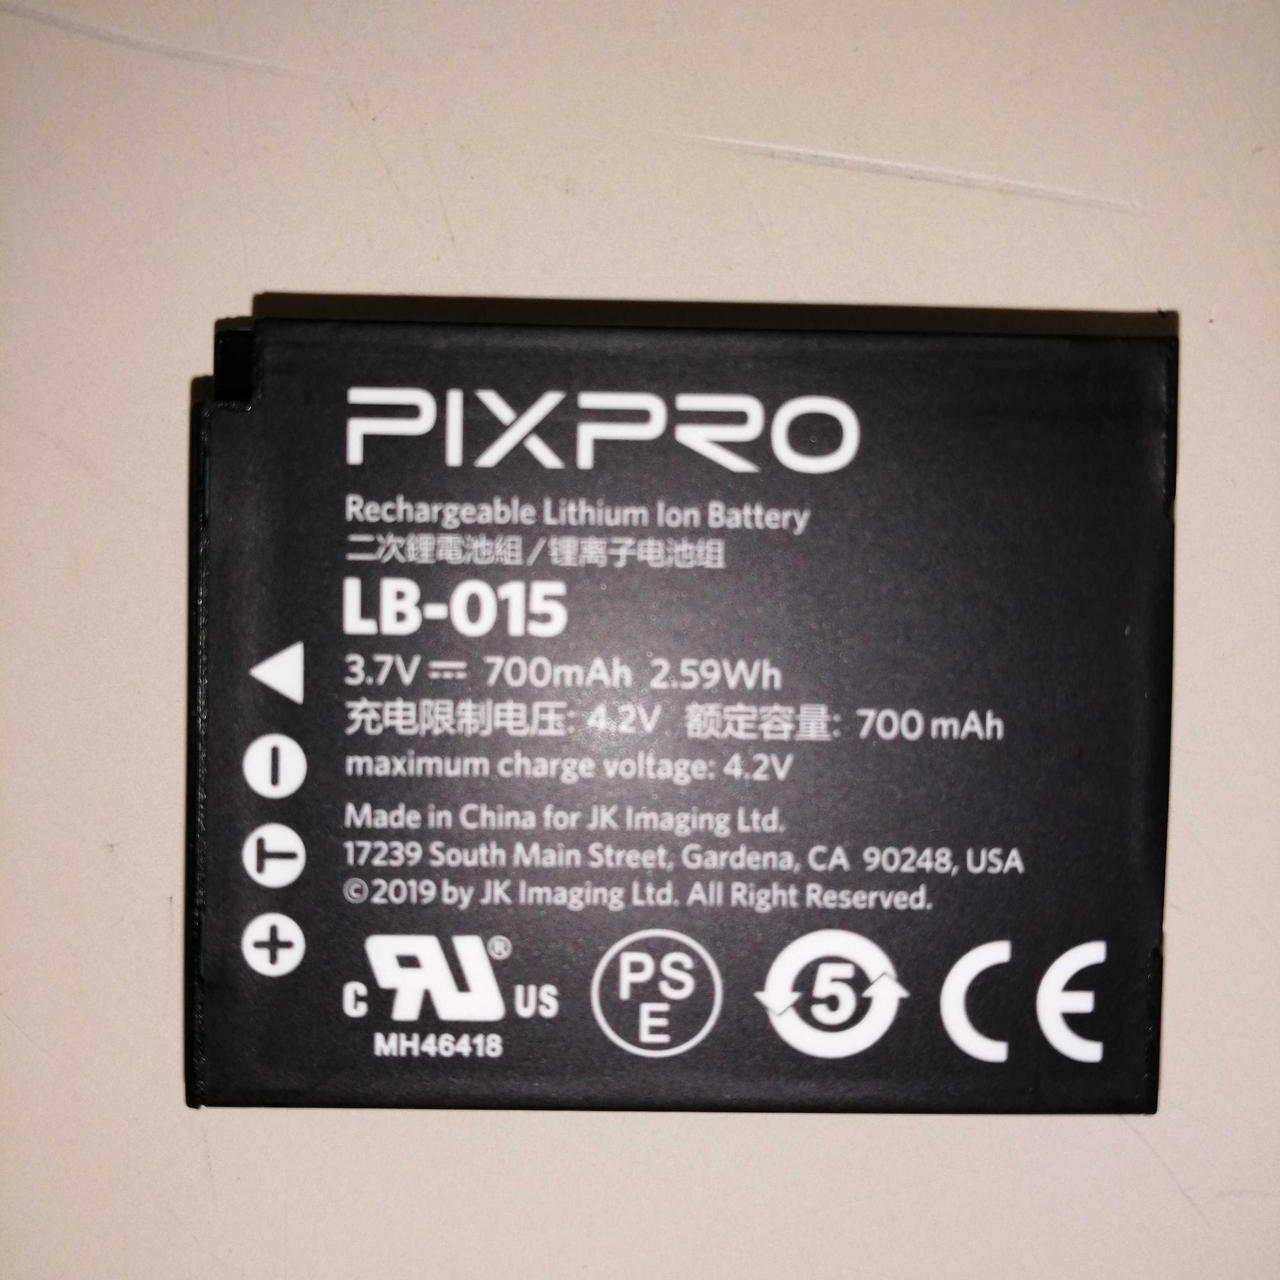 PIXPRO
Rechargeable Lithium Ion Battery
二次鋰電池組/锂离子电池组
LB-015
3.7V⎓ 700mAh 2.59Wh
充电限制电压: 4.2V 额定容量: 700 mAh
maximum charge voltage: 4.2V
Made in China for JK Imaging Ltd.
17239 South Main Street, Gardena, CA 90248, USA
©2019 by JK Imaging Ltd. All Right Reserved.
−
T
+
C RU® US
MH46418
PS
E
5
CE